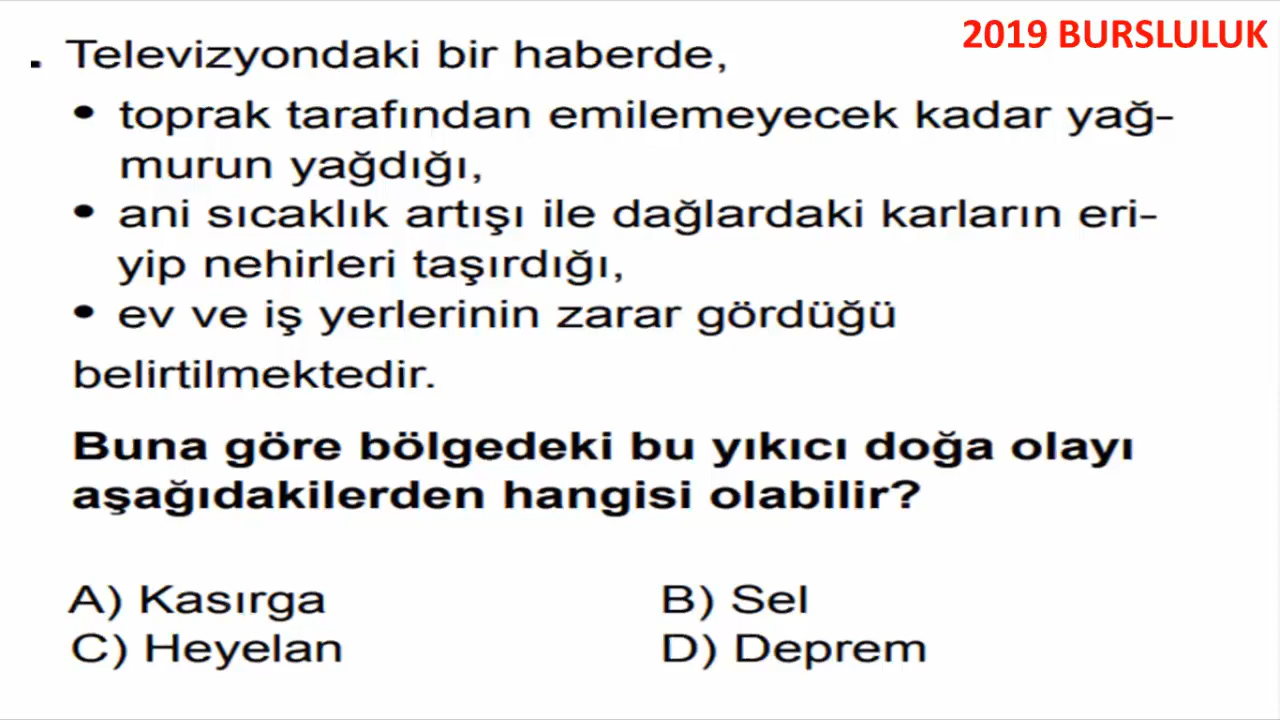 2019 BURSLULUK
. Televizyondaki bir haberde,
• toprak tarafından emilemeyecek kadar yağ-
murun yağdığı,
• ani sıcaklık artışı ile dağlardaki karların eri-
yip nehirleri taşırdığı,
• ev ve iş yerlerinin zarar gördüğü
belirtilmektedir.
Buna göre bölgedeki bu yıkıcı doğa olayı
aşağıdakilerden hangisi olabilir?
A) Kasırga B) Sel
C) Heyelan D) Deprem